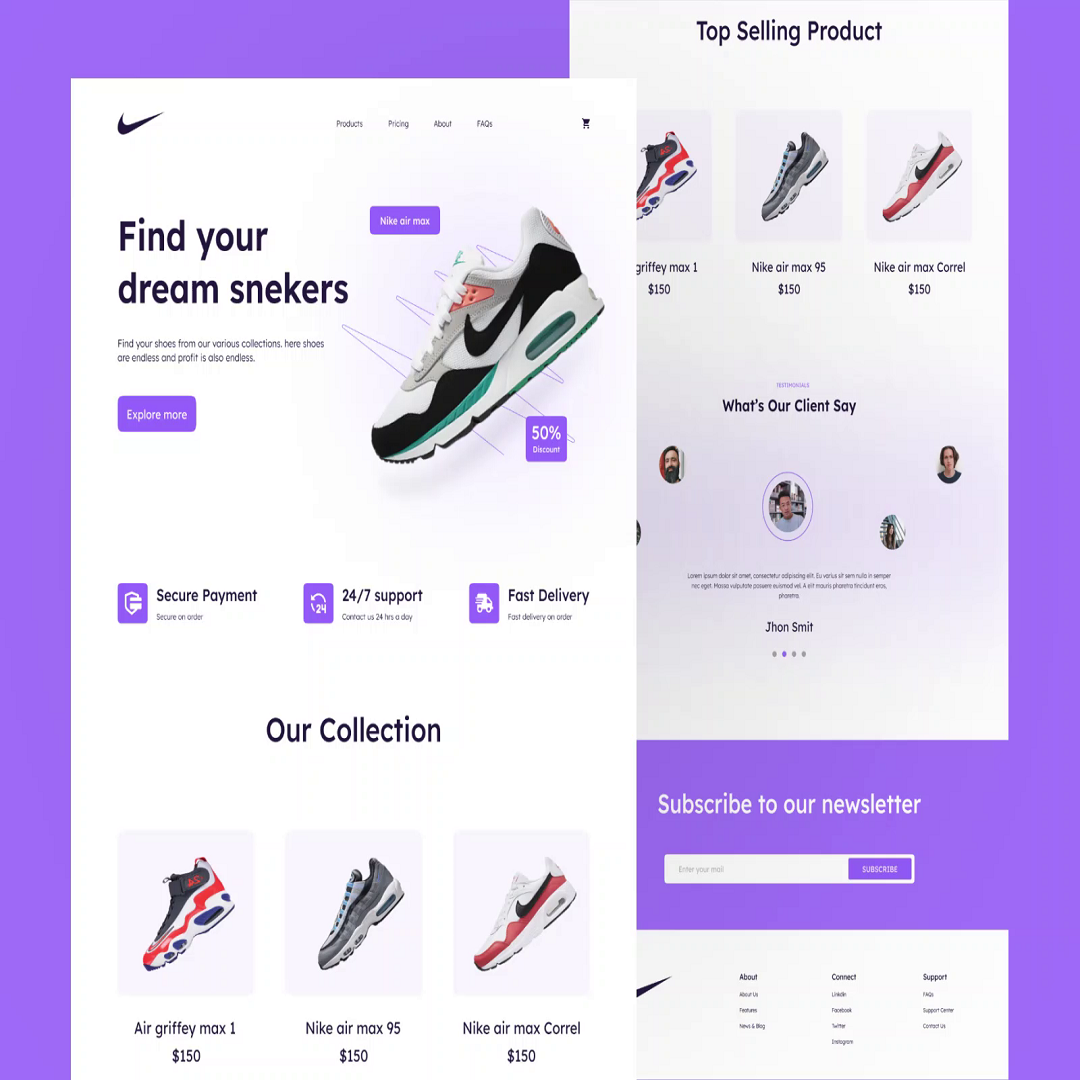 Products Pricing About FAQs
Nike air max
Find your
dream snekers
Find your shoes from our various collections. here shoes
are endless and profit is also endless.
Explore more
50%
Discount
Secure Payment
Secure on order
24
24/7 support
Contact us 24 hrs a day
Fast Delivery
Fast delivery on order
Our Collection
Air griffey max 1
$150
Nike air max 95
$150
Nike air max Correl
$150
Top Selling Product
griffey max 1
$150
Nike air max 95
$150
Nike air max Correl
$150
TESTIMONIALS
What's Our Client Say
Lorem ipsum dolor sit amet, consectetur adipiscing elit. Eu varius sit sem nulla in semper
nec eget. Massa vulputate posuere euismod vel. A elit mauris pharetra tincidunt eros,
pharetra
Jhon Smit
Subscribe to our newsletter
Enter your mail
SUBSCRIBE
About
About Us
Features
News & Blog
Connect
LinkdIn
Facebook
Twitter
Instagram
Support
FAQs
Support Center
Contact Us